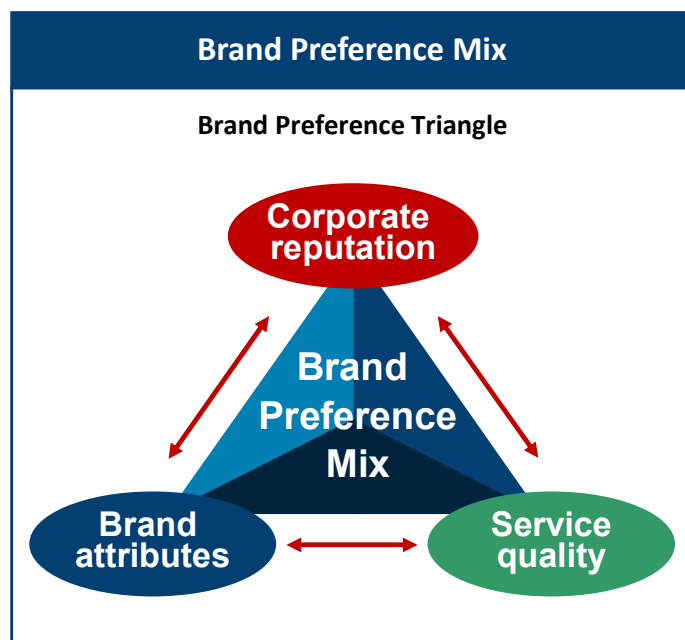 Brand Preference Mix
Brand Preference Triangle
Corporate
reputation
Brand
Preference
Mix
Brand
attributes
Service
quality